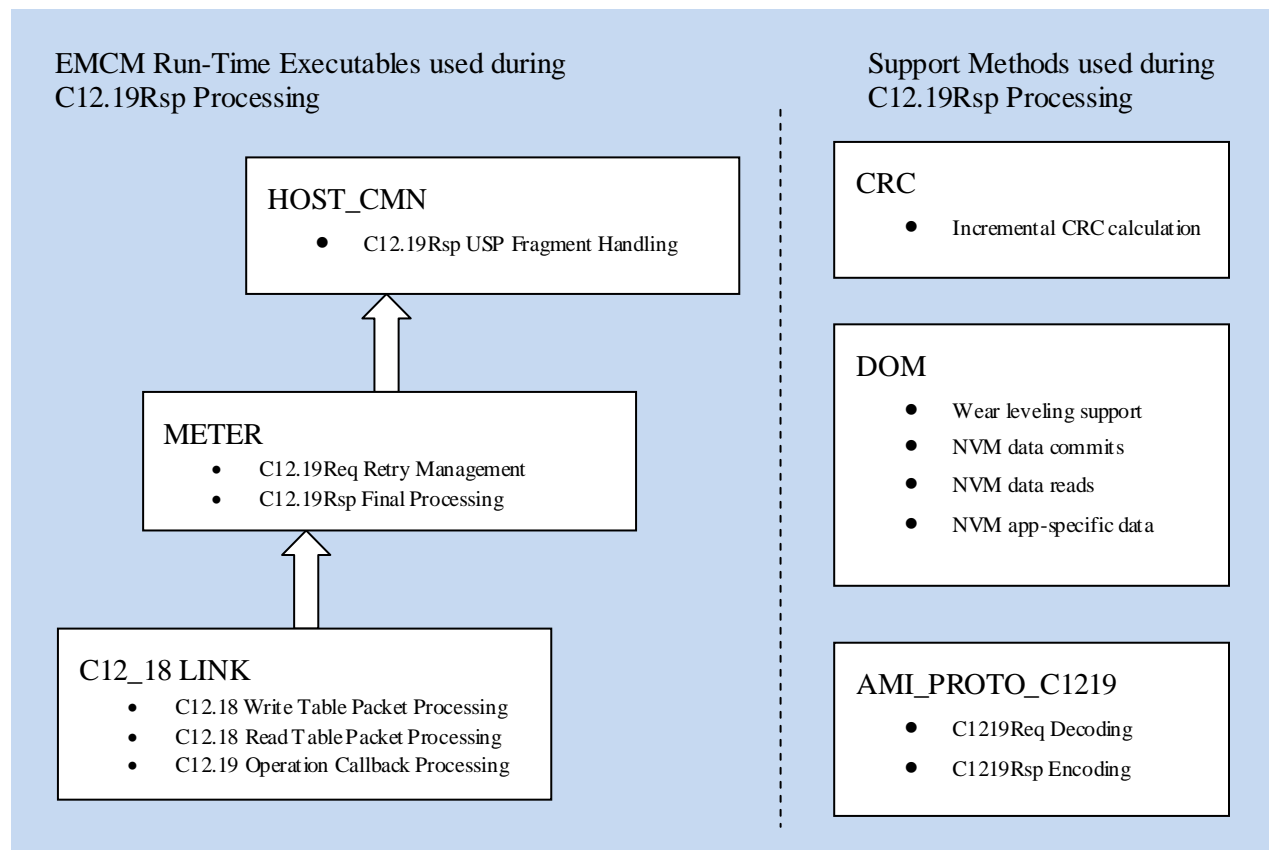 EMCM Run-Time Executables used during
C12.19Rsp Processing
HOST_CMN
• C12.19Rsp USP Fragment Handling
METER
• C12.19Req Retry Management
• C12.19Rsp Final Processing
C12_18 LINK
• C12.18 Write Table Packet Processing
• C12.18 Read Table Packet Processing
• C12.19 Operation Callback Processing
Support Methods used during
C12.19Rsp Processing
CRC
• Incremental CRC calculation
DOM
• Wear leveling support
• NVM data commits
• NVM data reads
• NVM app-specific data
AMI_PROTO_C1219
• C1219Req Decoding
• C1219Rsp Encoding